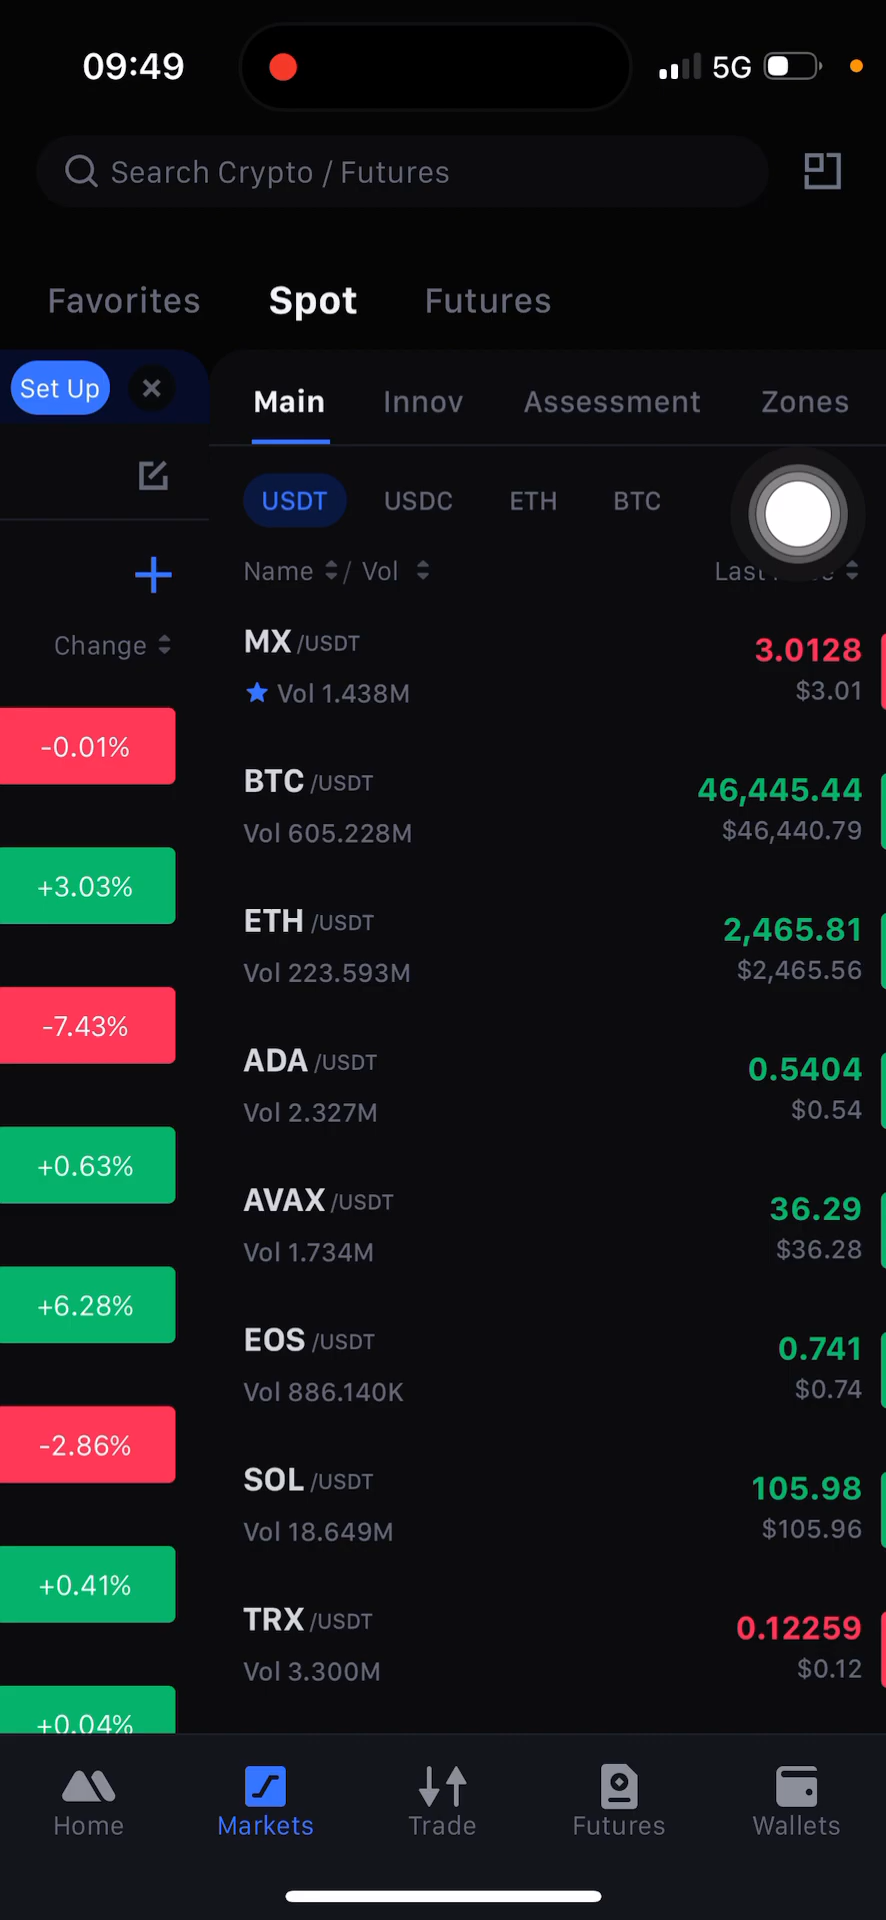 09:49
5G
Search Crypto / Futures
Favorites Spot Futures
Set Up
Main Innov Assessment Zones
USDT USDC ETH BTC
Name / Vol Last
Change
MX /USDT 3.0128
Vol 1.438M $3.01
-0.01%
BTC /USDT 46,445.44
Vol 605.228M $46,440.79
+3.03%
ETH /USDT 2,465.81
Vol 223.593M $2,465.56
-7.43%
ADA /USDT 0.5404
Vol 2.327M $0.54
+0.63%
AVAX /USDT 36.29
Vol 1.734M $36.28
+6.28%
EOS /USDT 0.741
Vol 886.140K $0.74
-2.86%
SOL /USDT 105.98
Vol 18.649M $105.96
+0.41%
TRX /USDT 0.12259
Vol 3.300M $0.12
+0.04%
Home Markets Trade Futures Wallets